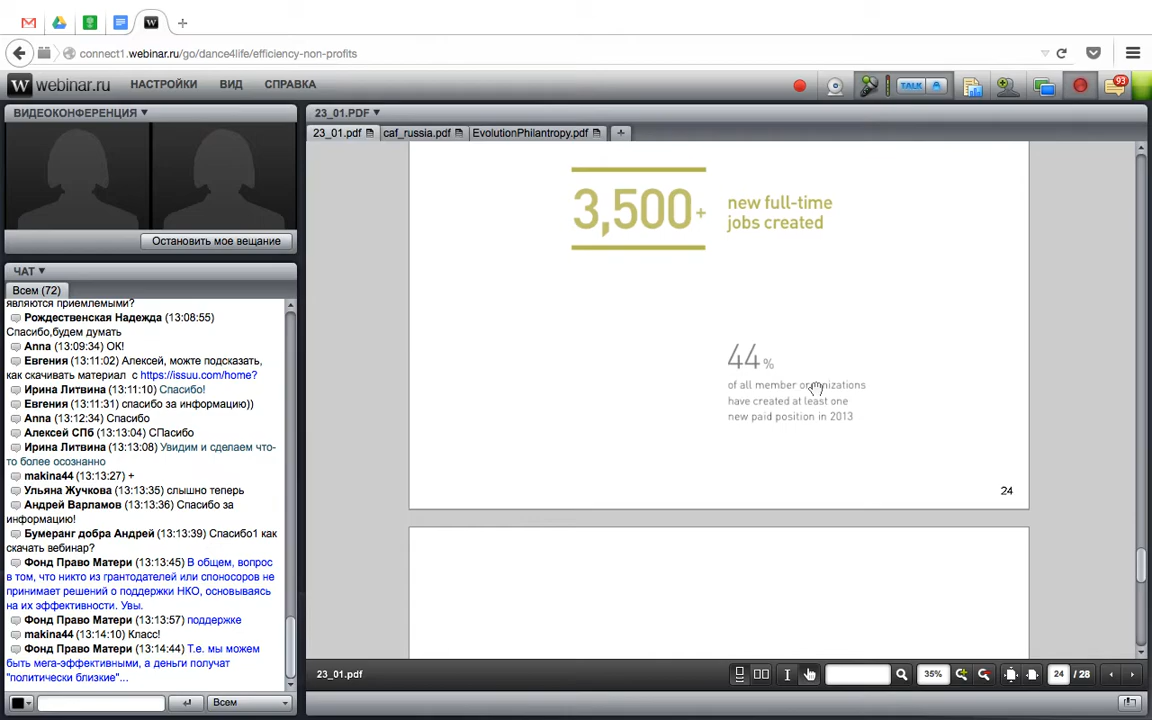 connect1.webinar.ru/go/dance4life/efficiency-non-profits
W webinar.ru НАСТРОЙКИ ВИД СПРАВКА
TALK
93
ВИДЕОКОНФЕРЕНЦИЯ
Остановить мое вещание
ЧАТ
Всем (72)
являются приемлемыми?
Рождественская Надежда (13:08:55)
Спасибо,будем думать
Anna (13:09:34) ОК!
Евгения (13:11:02) Алексей, можте подсказать,
как скачивать материал с https://issuu.com/home?
Ирина Литвина (13:11:10) Спасибо!
Евгения (13:11:31) спасибо за информацию))
Anna (13:12:34) Спасибо
Алексей СПб (13:13:04) СПасибо
Ирина Литвина (13:13:08) Увидим и сделаем что-
то более осознанно
makina44 (13:13:27) +
Ульяна Жучкова (13:13:35) слышно теперь
Андрей Варламов (13:13:36) Спасибо за
информацию!
Бумеранг добра Андрей (13:13:39) Спасибо1 как
скачать вебинар?
Фонд Право Матери (13:13:45) В общем, вопрос
в том, что никто из грантодателей или споносоров не
принимает решений о поддержки НКО, основываясь
на их эффективности. Увы.
Фонд Право Матери (13:13:57) поддержке
makina44 (13:14:10) Класс!
Фонд Право Матери (13:14:44) Т.е. мы можем
быть мега-эффективными, а деньги получат
"политически близкие"...
Всем
23_01.PDF
23_01.pdf caf_russia.pdf EvolutionPhilantropy.pdf +
3,500+
new full-time
jobs created
44 %
of all member organizations
have created at least one
new paid position in 2013
24
23_01.pdf 35% 24 / 28